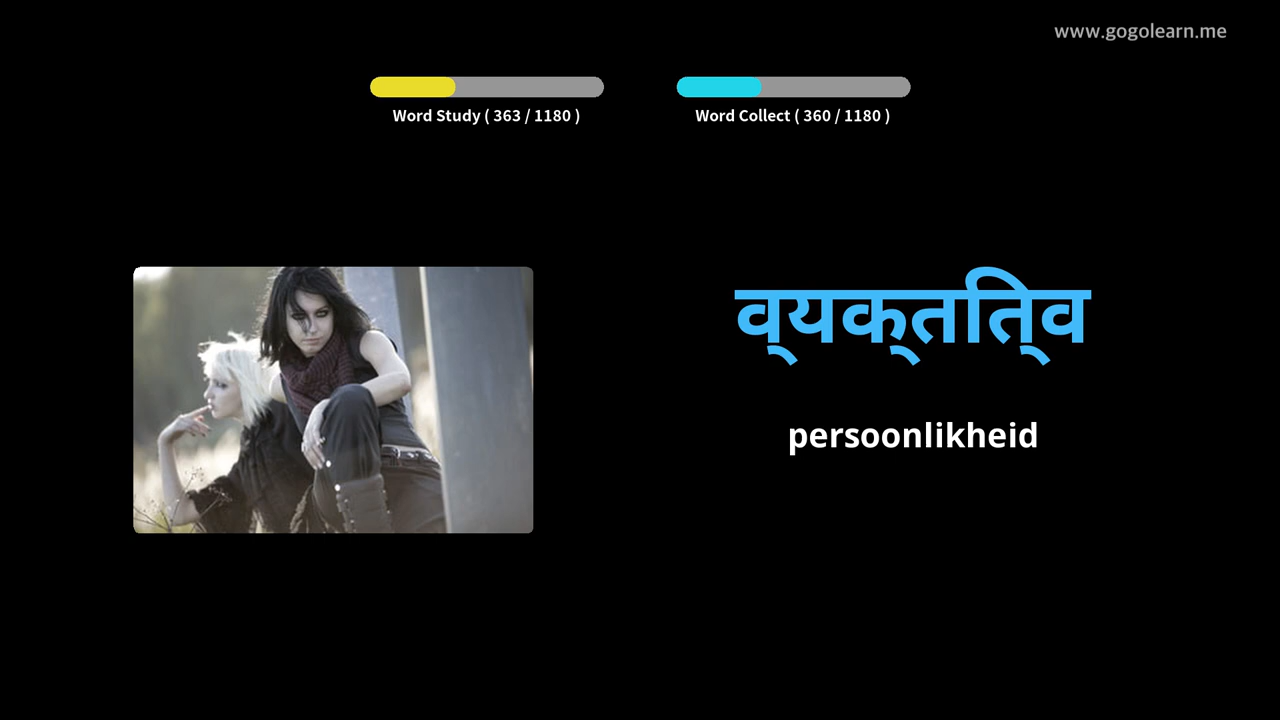 www.gogolearn.me
Word Study ( 363 / 1180 )
Word Collect ( 360 / 1180 )
व्यक्तित्व
persoonlikheid